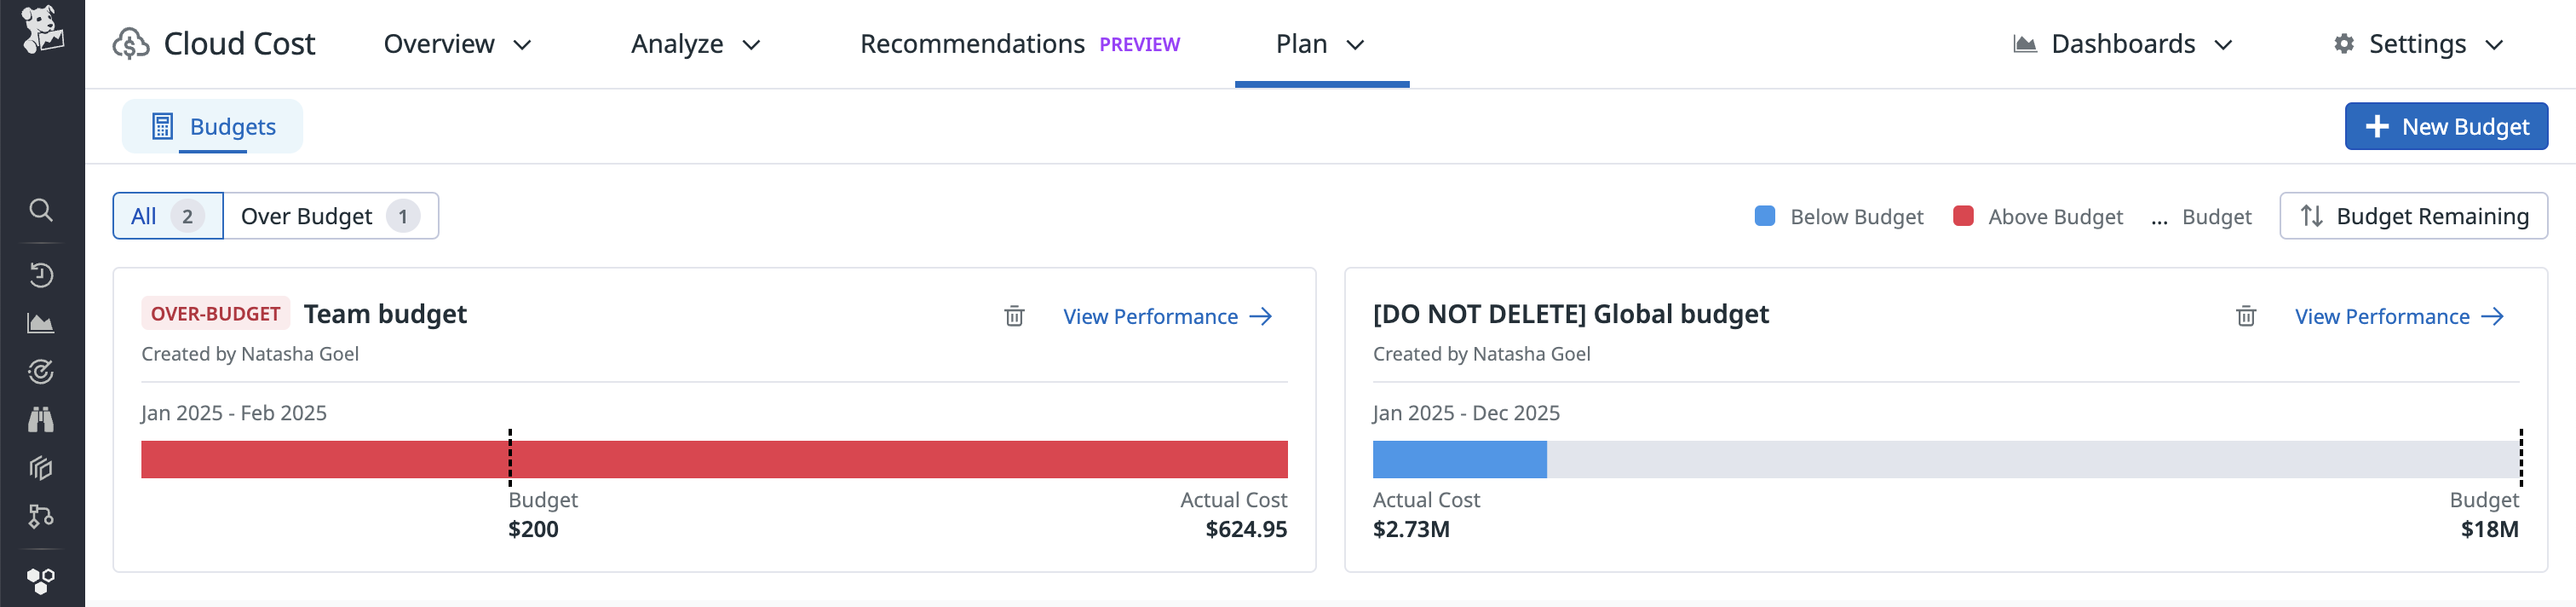 Cloud Cost Overview Analyze Recommendations PREVIEW Plan Dashboards Settings
Budgets New Budget
All 2 Over Budget 1 Below Budget Above Budget ... Budget Budget Remaining
OVER-BUDGET Team budget View Performance
Created by Natasha Goel
Jan 2025 - Feb 2025
Budget Actual Cost
$200 $624.95
[DO NOT DELETE] Global budget View Performance
Created by Natasha Goel
Jan 2025 - Dec 2025
Actual Cost Budget
$2.73M $18M